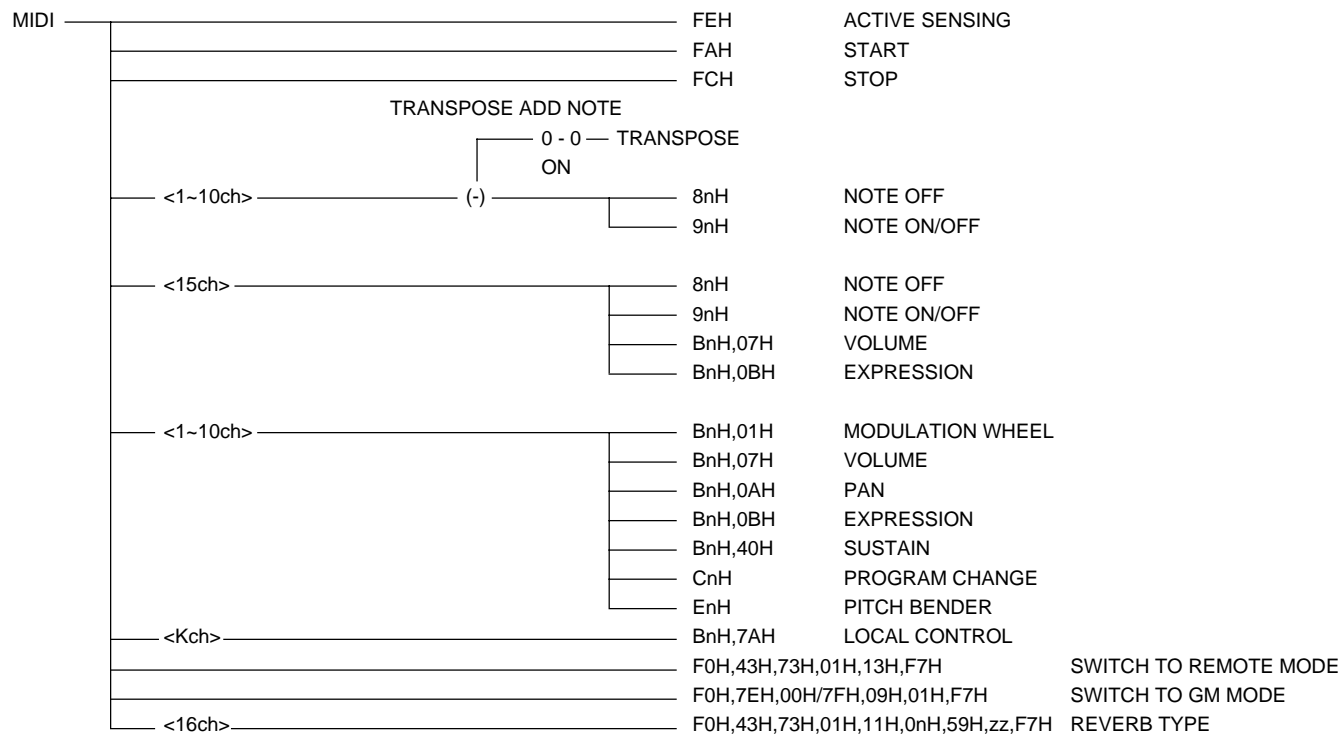 MIDI FEH ACTIVE SENSING
FAH START
FCH STOP
TRANSPOSE ADD NOTE
0 - 0 TRANSPOSE
ON
<1~10ch> (-) 8nH NOTE OFF
9nH NOTE ON/OFF
<15ch> 8nH NOTE OFF
9nH NOTE ON/OFF
BnH,07H VOLUME
BnH,0BH EXPRESSION
<1~10ch> BnH,01H MODULATION WHEEL
BnH,07H VOLUME
BnH,0AH PAN
BnH,0BH EXPRESSION
BnH,40H SUSTAIN
CnH PROGRAM CHANGE
EnH PITCH BENDER
<Kch> BnH,7AH LOCAL CONTROL
F0H,43H,73H,01H,13H,F7H SWITCH TO REMOTE MODE
F0H,7EH,00H/7FH,09H,01H,F7H SWITCH TO GM MODE
<16ch> F0H,43H,73H,01H,11H,0nH,59H,zz,F7H REVERB TYPE